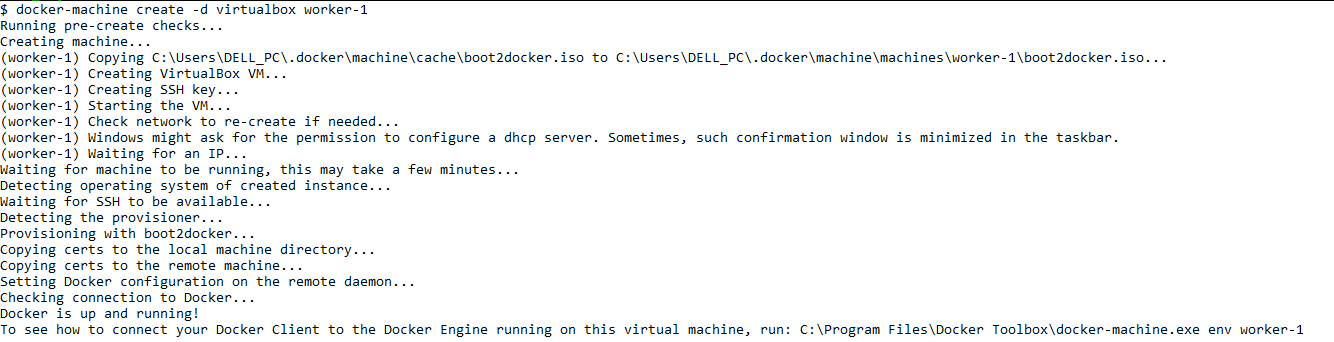 $ docker-machine create -d virtualbox worker-1
Running pre-create checks...
Creating machine...
(worker-1) Copying C:\Users\DELL_PC\.docker\machine\cache\boot2docker.iso to C:\Users\DELL_PC\.docker\machine\machines\worker-1\boot2docker.iso...
(worker-1) Creating VirtualBox VM...
(worker-1) Creating SSH key...
(worker-1) Starting the VM...
(worker-1) Check network to re-create if needed...
(worker-1) Windows might ask for the permission to configure a dhcp server. Sometimes, such confirmation window is minimized in the taskbar.
(worker-1) Waiting for an IP...
Waiting for machine to be running, this may take a few minutes...
Detecting operating system of created instance...
Waiting for SSH to be available...
Detecting the provisioner...
Provisioning with boot2docker...
Copying certs to the local machine directory...
Copying certs to the remote machine...
Setting Docker configuration on the remote daemon...
Checking connection to Docker...
Docker is up and running!
To see how to connect your Docker Client to the Docker Engine running on this virtual machine, run: C:\Program Files\Docker Toolbox\docker-machine.exe env worker-1